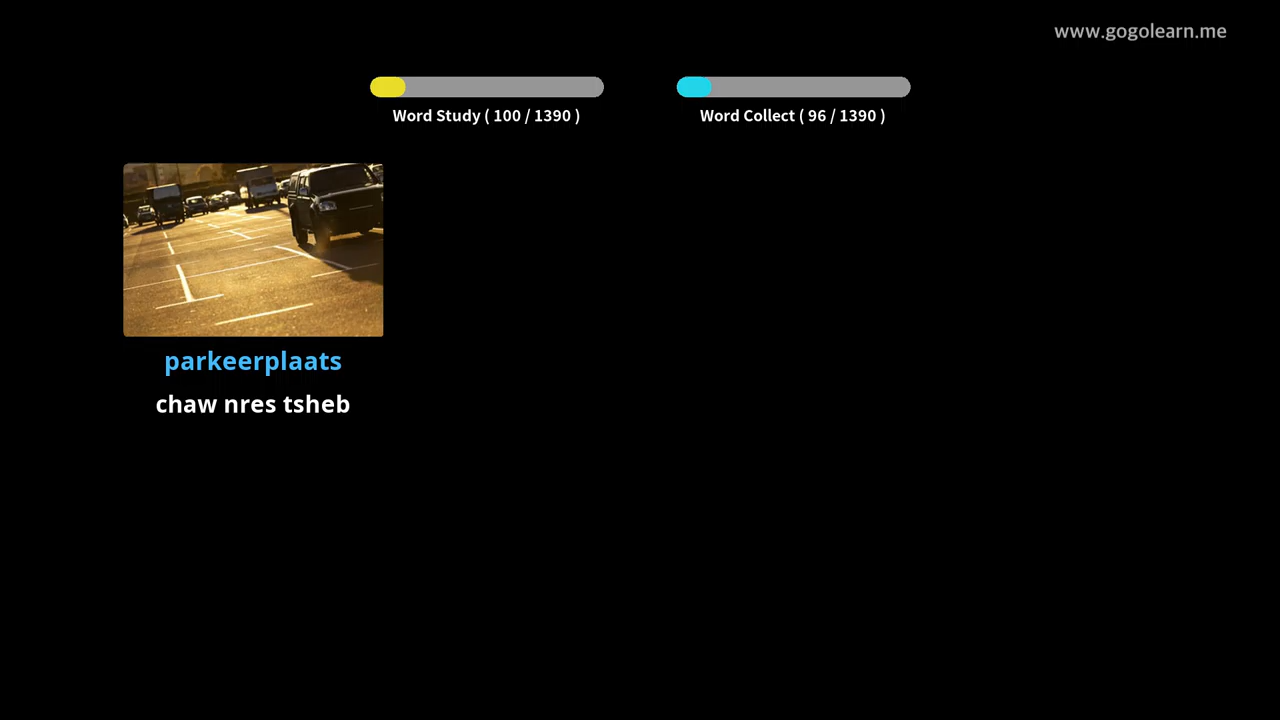 www.gogolearn.me
Word Study ( 100 / 1390 )
Word Collect ( 96 / 1390 )
parkeerplaats
chaw nres tsheb